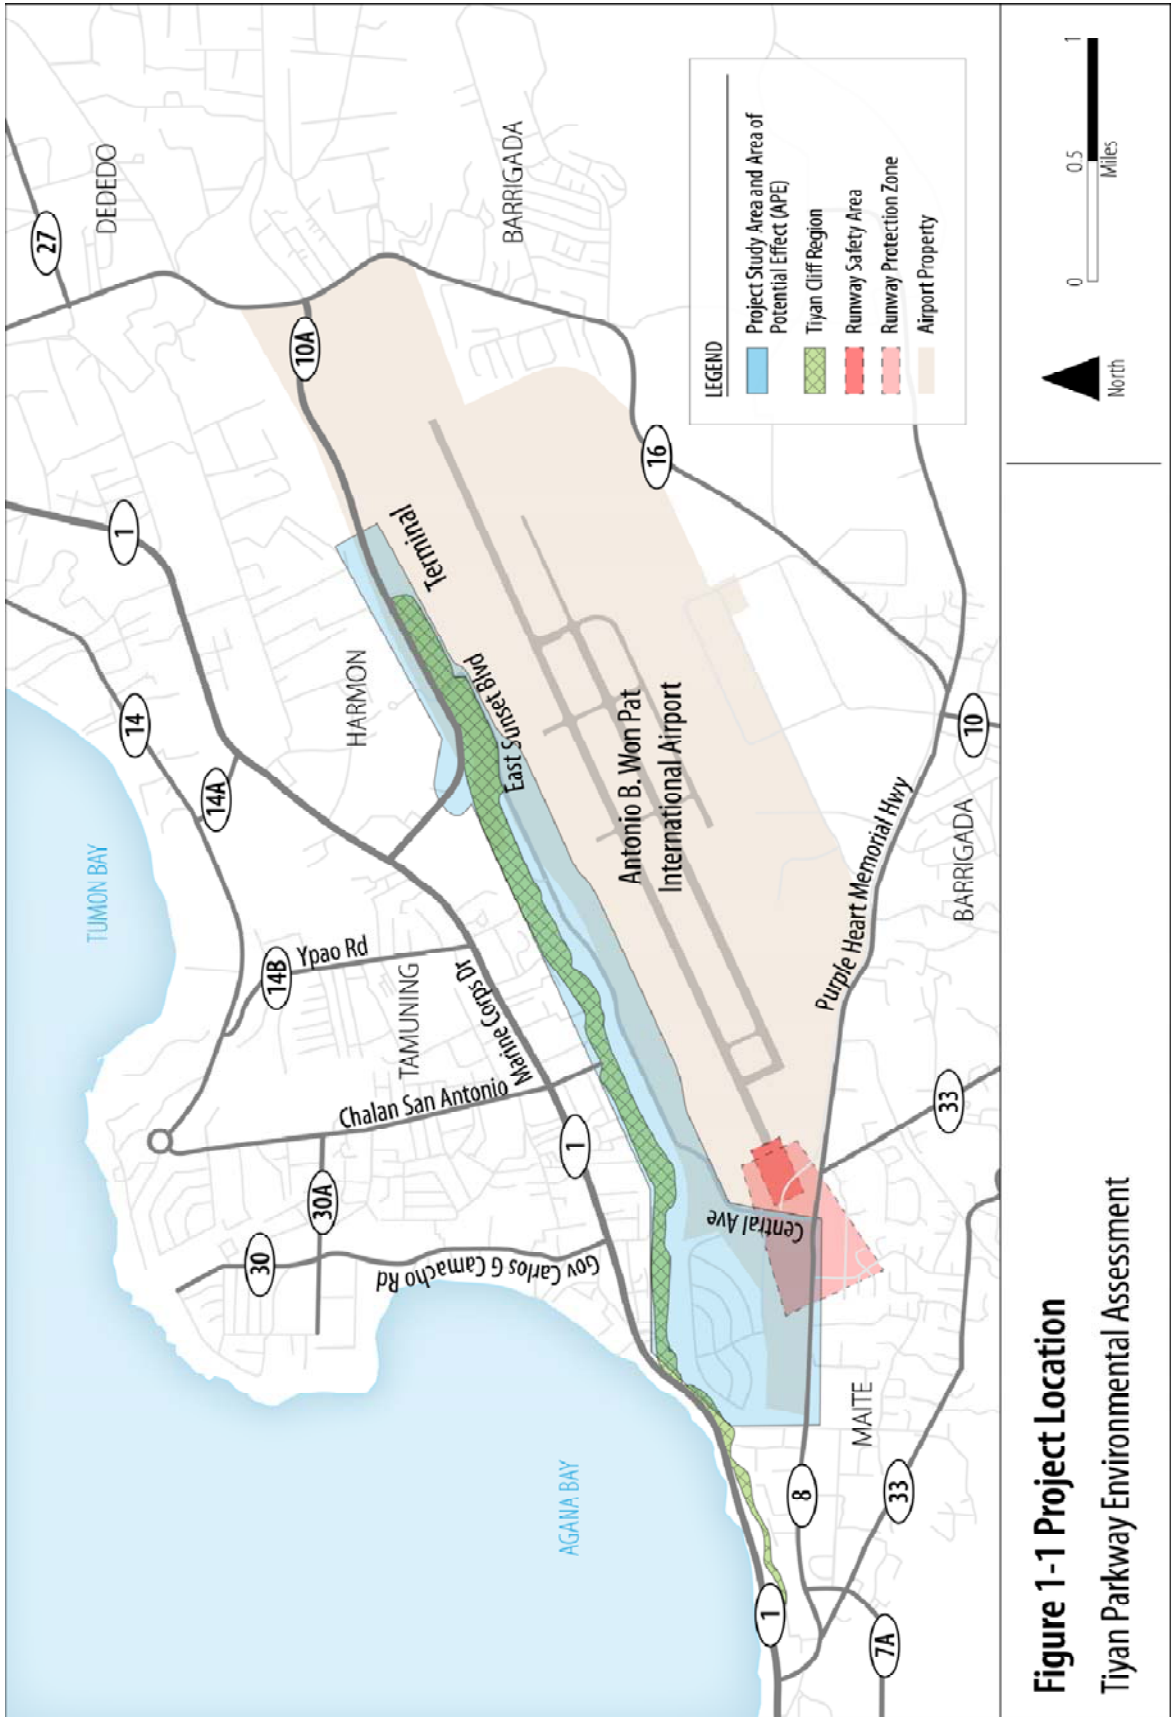 TUMON BAY
AGANA BAY
DEDEDO
BARRIGADA
HARMON
TAMUNING
BARRIGADA
MAITE
27
1
14
14A
14B
10A
16
10
30
30A
1
33
8
33
1
7A
Ypao Rd
Marine Corps Dr
Chalan San Antonio
Gov Carlos G Camacho Rd
Terminal
East Sunset Blvd
Antonio B. Won Pat
International Airport
Central Ave
Purple Heart Memorial Hwy
LEGEND
Project Study Area and Area of
Potential Effect (APE)
Tiyan Cliff Region
Runway Safety Area
Runway Protection Zone
Airport Property
Figure 1-1 Project Location
Tiyan Parkway Environmental Assessment
North
0 0.5 1
Miles